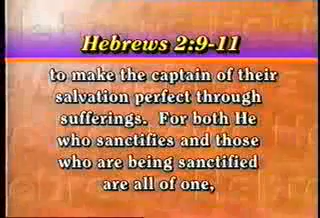 Hebrews 2:9-11
to make the captain of their
salvation perfect through
sufferings. For both He
who sanctifies and those
who are being sanctified
are all of one,